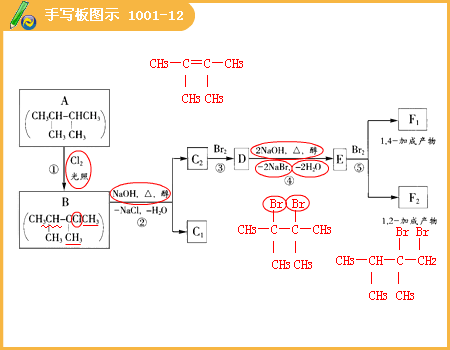 手写板图示 1001-12
CH₃—C=C—CH₃
CH₃ CH₃
A
CH₃CH—CHCH₃
CH₃ CH₃
① Cl₂
光照
B
CH₃CH—CClCH₃
CH₃ CH₃
NaOH, △, 醇
—NaCl, —H₂O
②
C₂
C₁
Br₂
③
D
2NaOH, △, 醇
—2NaBr, —2H₂O
④
E
Br₂
⑤
F₁
1,4-加成产物
F₂
1,2-加成产物
Br Br
CH₃—C—C—CH₃
CH₃ CH₃
Br Br
CH₃—CH—C—CH₂
CH₃ CH₃